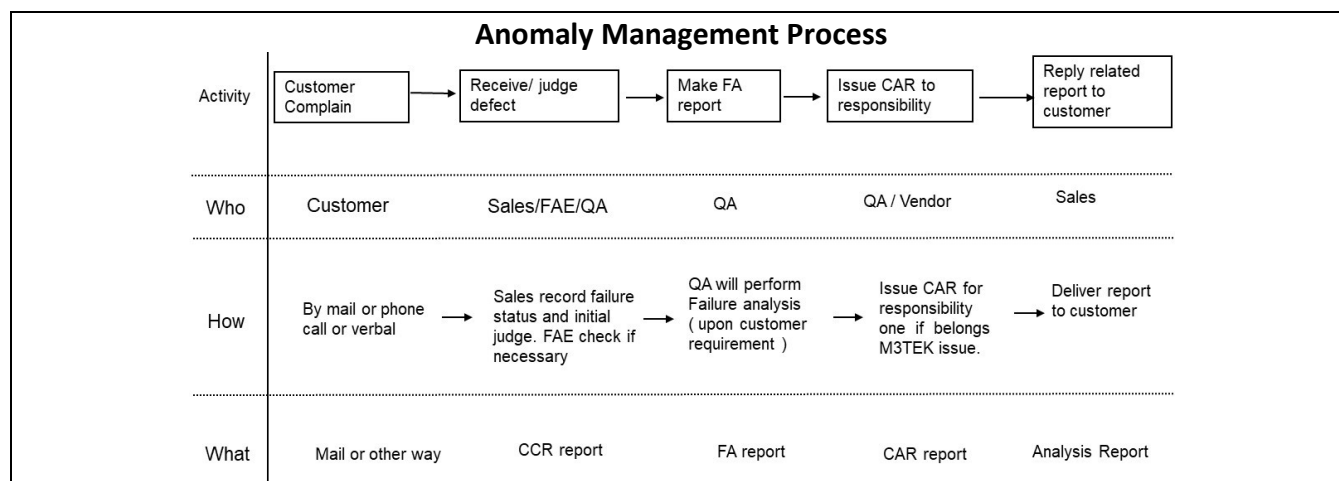 Anomaly Management Process
Activity
Customer
Complain
Receive/ judge
defect
Make FA
report
Issue CAR to
responsibility
Reply related
report to
customer
Who
Customer
Sales/FAE/QA
QA
QA / Vendor
Sales
How
By mail or phone
call or verbal
Sales record failure
status and initial
judge. FAE check if
necessary
QA will perform
Failure analysis
( upon customer
requirement )
Issue CAR for
responsibility
one if belongs
M3TEK issue.
Deliver report
to customer
What
Mail or other way
CCR report
FA report
CAR report
Analysis Report